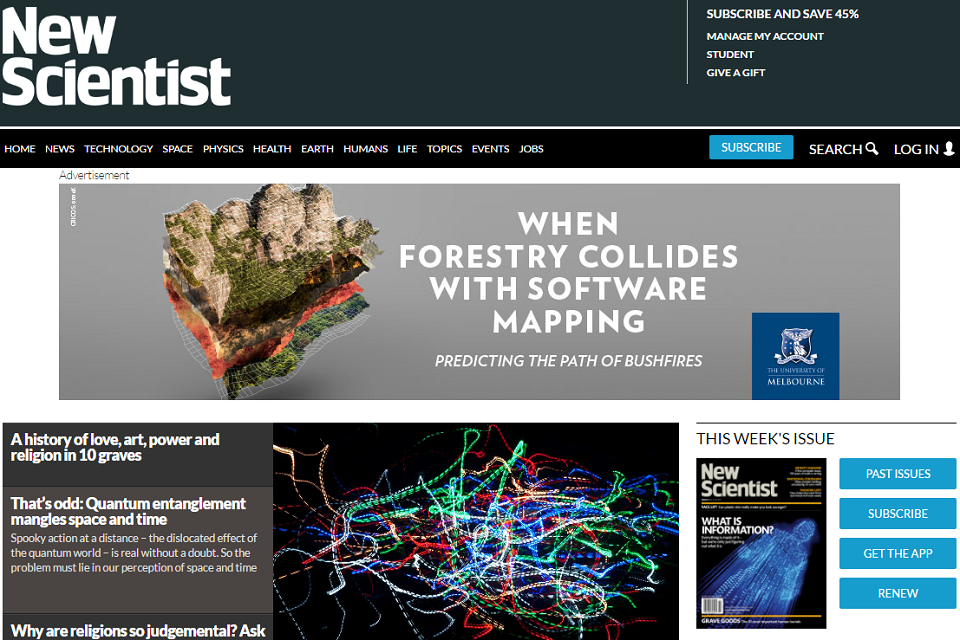 New
Scientist
SUBSCRIBE AND SAVE 45%
MANAGE MY ACCOUNT
STUDENT
GIVE A GIFT
HOME NEWS TECHNOLOGY SPACE PHYSICS HEALTH EARTH HUMANS LIFE TOPICS EVENTS JOBS
SUBSCRIBE SEARCH LOG IN
Advertisement
WHEN
FORESTRY COLLIDES
WITH SOFTWARE
MAPPING
PREDICTING THE PATH OF BUSHFIRES
THE UNIVERSITY OF
MELBOURNE
A history of love, art, power and
religion in 10 graves
That's odd: Quantum entanglement
mangles space and time
Spooky action at a distance – the dislocated effect of
the quantum world – is real without a doubt. So the
problem must lie in our perception of space and time
Why are religions so judgemental? Ask
THIS WEEK'S ISSUE
New
Scientist
WHAT IS
INFORMATION?
GRAVE GOODS
PAST ISSUES
SUBSCRIBE
GET THE APP
RENEW